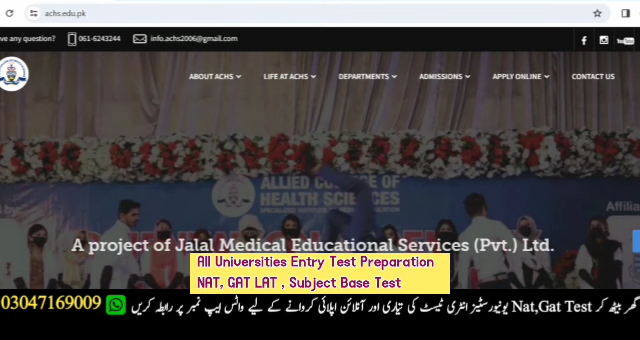 achs.edu.pk
ve any question? 061-6243244 info.achs2006@gmail.com
ABOUT ACHS LIFE AT ACHS DEPARTMENTS ADMISSIONS APPLY ONLINE CONTACT US
ALLIED COLLEGE OF
HEALTH SCIENCES
Affilia
A project of Jalal Medical Educational Services (Pvt.) Ltd.
All Universities Entry Test Preparation
NAT, GAT LAT , Subject Base Test
گھر بیٹھ کر Nat,Gat Test یونیورسٹیز انٹری ٹیسٹ کی تیاری اور آنلائن اپلائی کروانے کے لیے واٹس ایپ نمبر پر رابطہ کریں 03047169009